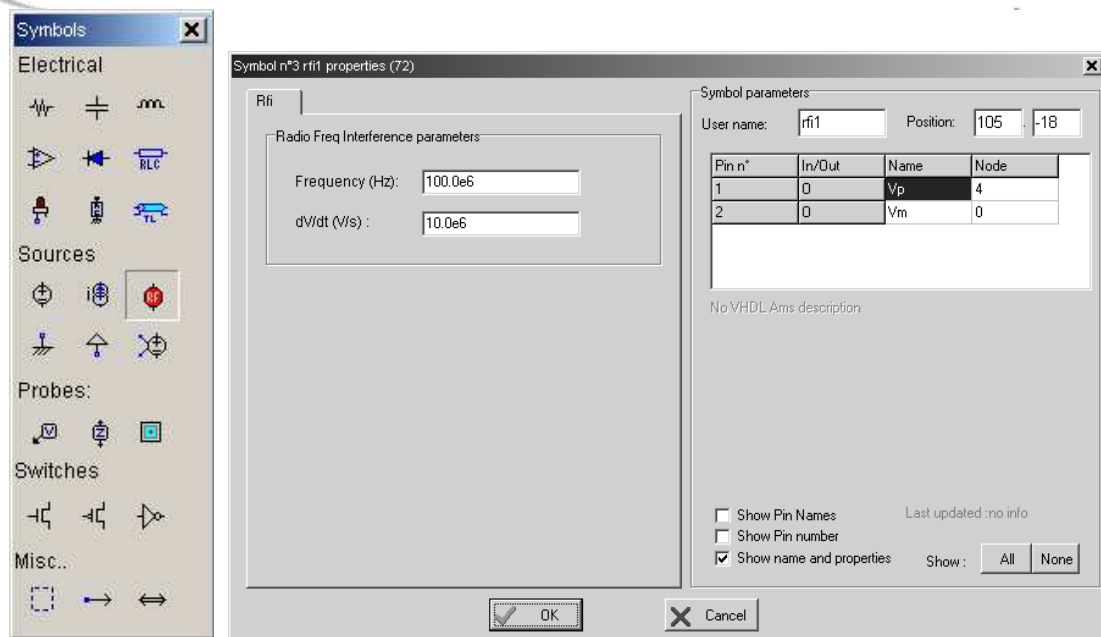 Symbols
Electrical
RLC
TL
Sources
i
RF
Probes:
V
Z
Switches
Misc..
Symbol n°3 rfi1 properties (72)
Rfi
Radio Freq Interference parameters
Frequency (Hz): 100.0e6
dV/dt (V/s) : 10.0e6
Symbol parameters
User name: rfi1 Position: 105 . -18
Pin n° In/Out Name Node
1 O Vp 4
2 O Vm 0
No VHDL Ams description
Show Pin Names Last updated :no info
Show Pin number
Show name and properties Show : All None
OK Cancel